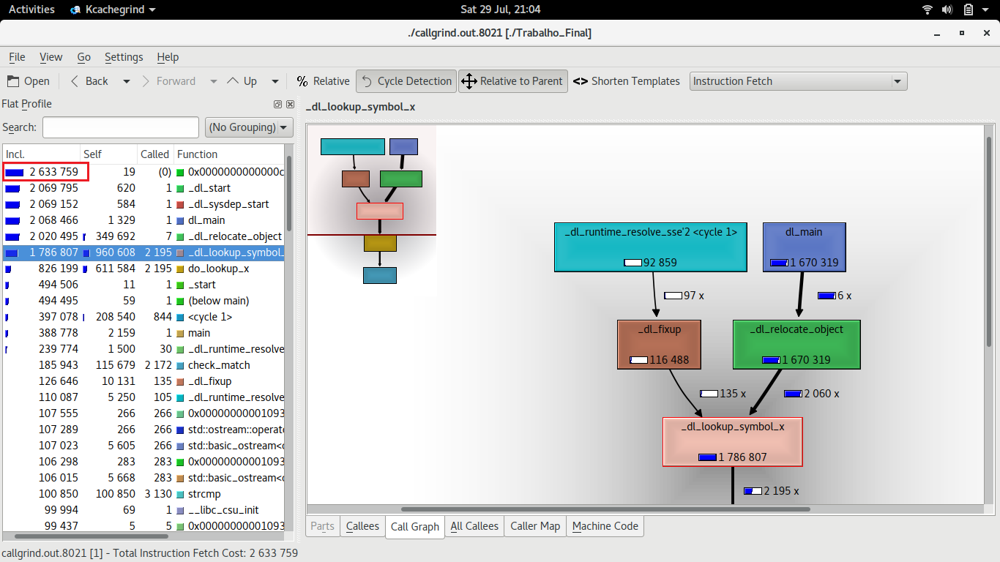 Activities Kcachegrind Sat 29 Jul, 21:04
./callgrind.out.8021 [./Trabalho_Final]
File View Go Settings Help
Open Back Forward Up % Relative Cycle Detection Relative to Parent <> Shorten Templates Instruction Fetch
Flat Profile
_dl_lookup_symbol_x
Search: (No Grouping)
Incl. Self Called Function
2 633 759 19 (0) 0x0000000000000c
2 069 795 620 1 _dl_start
2 069 152 584 1 _dl_sysdep_start
2 068 466 1 329 1 dl_main
2 020 495 349 692 7 _dl_relocate_object
1 786 807 960 608 2 195 _dl_lookup_symbol_
826 199 611 584 2 195 do_lookup_x
494 506 11 1 _start
494 495 59 1 (below main)
397 078 208 540 844 <cycle 1>
388 778 2 159 1 main
239 774 1 500 30 _dl_runtime_resolve
185 943 115 679 2 172 check_match
126 646 10 131 135 _dl_fixup
110 087 5 250 105 _dl_runtime_resolve
107 555 266 266 0x00000000001093
107 289 266 266 std::ostream::operat
107 023 5 605 266 std::basic_ostream<c
106 298 283 283 0x00000000001093
106 015 5 668 283 std::basic_ostream<c
100 850 100 850 3 130 strcmp
99 994 69 1 __libc_csu_init
99 437 5 5 0x00000000001093
_dl_runtime_resolve_sse'2 <cycle 1>
92 859
dl_main
1 670 319
97 x
6 x
_dl_fixup
116 488
_dl_relocate_object
1 670 319
135 x
2 060 x
_dl_lookup_symbol_x
1 786 807
2 195 x
Parts Callees Call Graph All Callees Caller Map Machine Code
callgrind.out.8021 [1] - Total Instruction Fetch Cost: 2 633 759